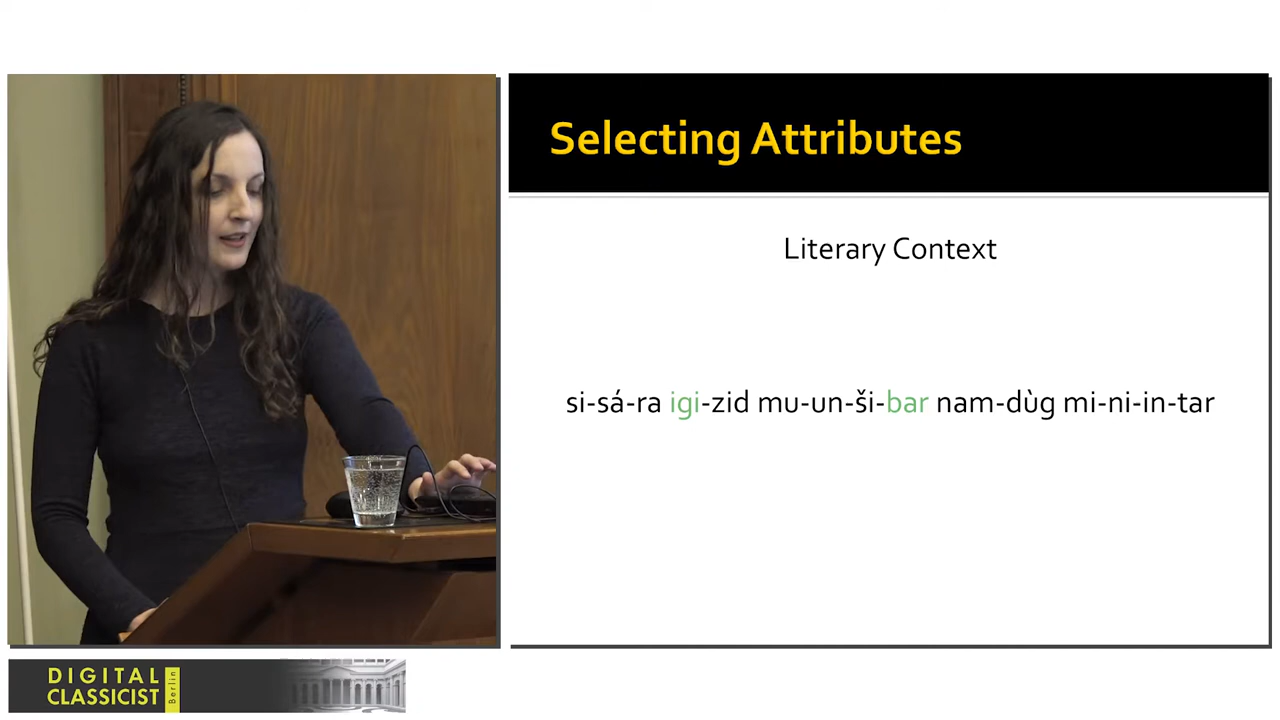 Selecting Attributes
Literary Context
si-sá-ra igi-zid mu-un-ši-bar nam-dùg mi-ni-in-tar
DIGITAL
CLASSICIST
Berlin